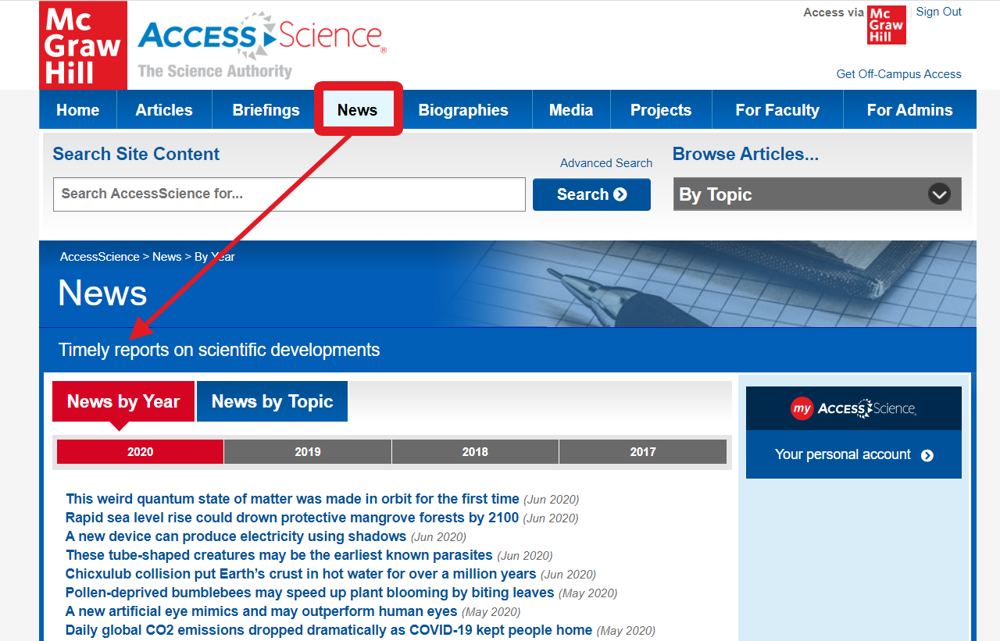 Mc
Graw
Hill
ACCESS Science®
The Science Authority
Access via
Mc
Graw
Hill
Sign Out
Get Off-Campus Access
Home
Articles
Briefings
News
Biographies
Media
Projects
For Faculty
For Admins
Search Site Content
Advanced Search
Browse Articles...
Search AccessScience for...
Search
By Topic
AccessScience > News > By Year
News
Timely reports on scientific developments
News by Year
News by Topic
my ACCESS Science
Your personal account
2020
2019
2018
2017
This weird quantum state of matter was made in orbit for the first time (Jun 2020)
Rapid sea level rise could drown protective mangrove forests by 2100 (Jun 2020)
A new device can produce electricity using shadows (Jun 2020)
These tube-shaped creatures may be the earliest known parasites (Jun 2020)
Chicxulub collision put Earth’s crust in hot water for over a million years (Jun 2020)
Pollen-deprived bumblebees may speed up plant blooming by biting leaves (May 2020)
A new artificial eye mimics and may outperform human eyes (May 2020)
Daily global CO2 emissions dropped dramatically as COVID-19 kept people home (May 2020)